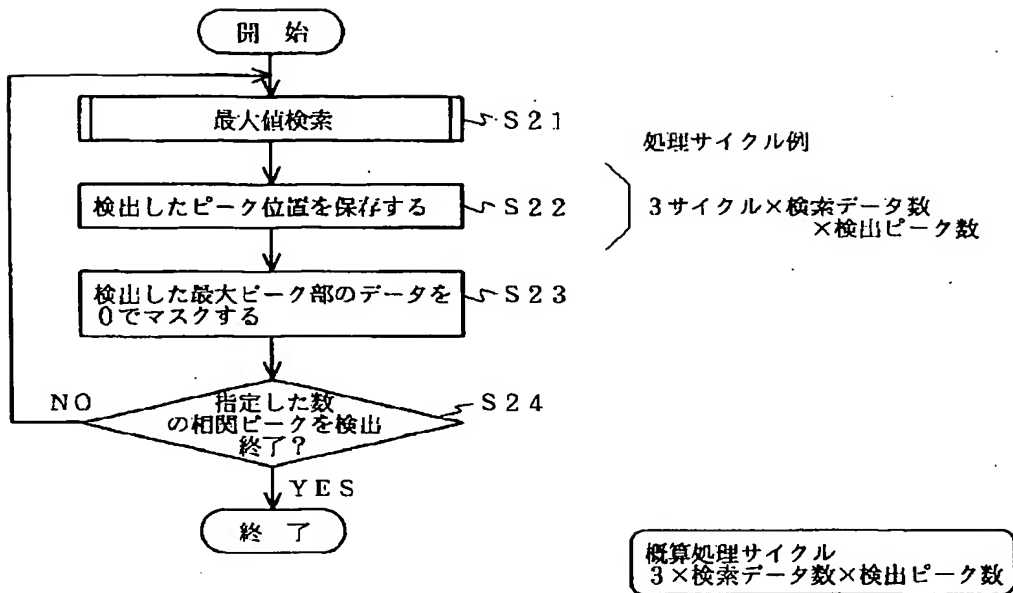 開 始
最大値検索
S21
処理サイクル例
検出したピーク位置を保存する
S22
3サイクル×検索データ数
×検出ピーク数
検出した最大ピーク部のデータを
0でマスクする
S23
指定した数
の相関ピークを検出
終了?
S24
NO
YES
終 了
概算処理サイクル
3×検索データ数×検出ピーク数